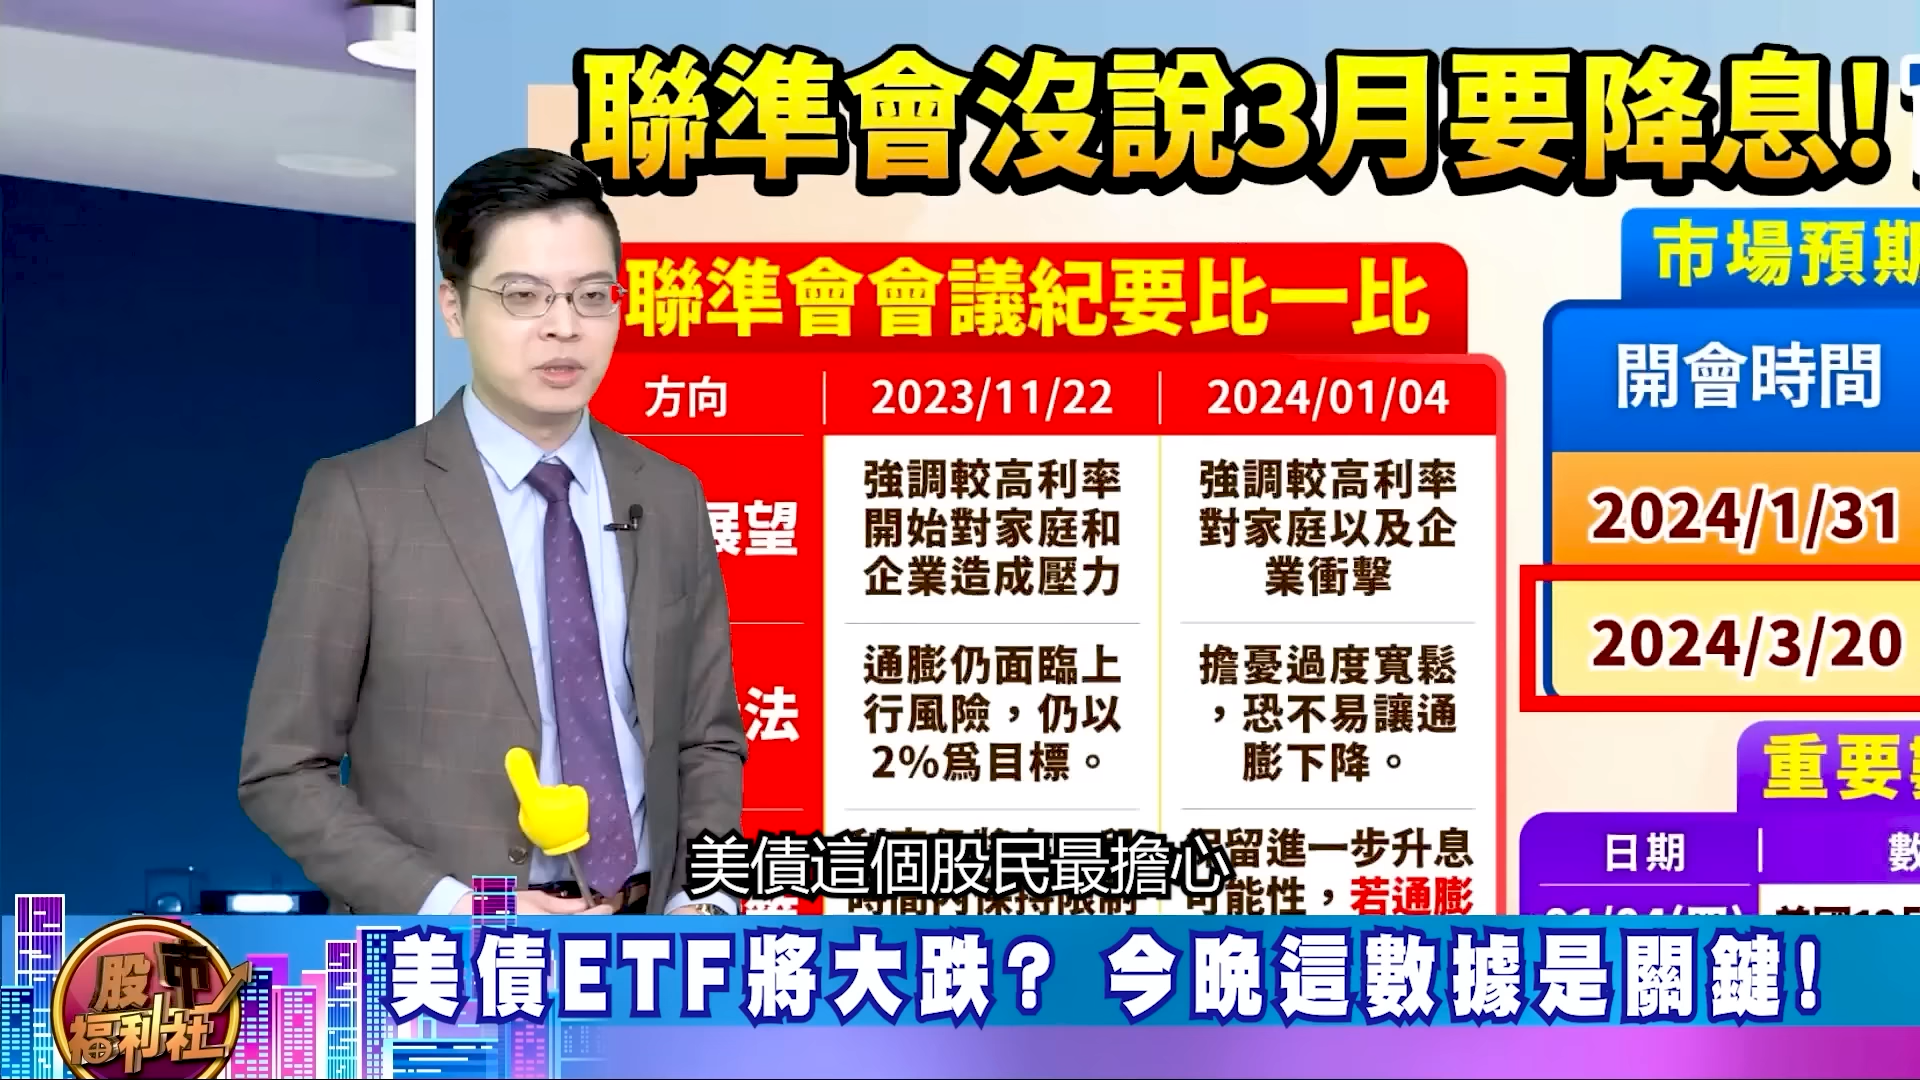 聯準會沒說3月要降息!
聯準會會議紀要比一比
方向
2023/11/22
2024/01/04
展望
強調較高利率
開始對家庭和
企業造成壓力
強調較高利率
對家庭以及企
業衝擊
法
通膨仍面臨上
行風險，仍以
2%為目標。
擔憂過度寬鬆
，恐不易讓通
膨下降。
留進一步升息
可能性，若通膨
時間內保持限制
市場預期
開會時間
2024/1/31
2024/3/20
重要
日期
美債這個股民最擔心
美債ETF將大跌? 今晚這數據是關鍵!
股市
福利社